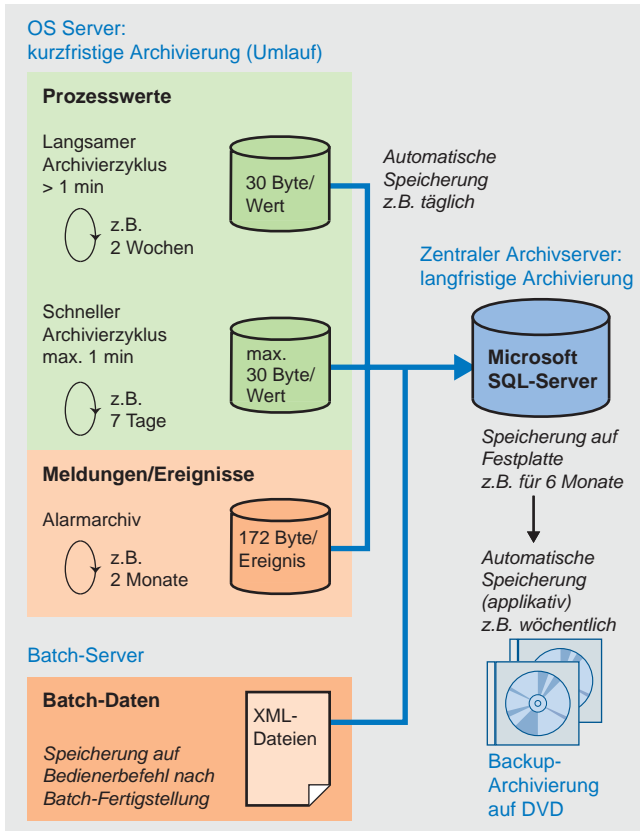 OS Server:
kurzfristige Archivierung (Umlauf)
Prozesswerte
Langsamer
Archivierzyklus
> 1 min
z.B.
2 Wochen
30 Byte/
Wert
Schneller
Archivierzyklus
max. 1 min
z.B.
7 Tage
max.
30 Byte/
Wert
Meldungen/Ereignisse
Alarmarchiv
z.B.
2 Monate
172 Byte/
Ereignis
Automatische
Speicherung
z.B. täglich
Zentraler Archivserver:
langfristige Archivierung
Microsoft
SQL-Server
Speicherung auf
Festplatte
z.B. für 6 Monate
Automatische
Speicherung
(applikativ)
z.B. wöchentlich
Backup-
Archivierung
auf DVD
Batch-Server
Batch-Daten
Speicherung auf
Bedienerbefehl nach
Batch-Fertigstellung
XML-
Dateien